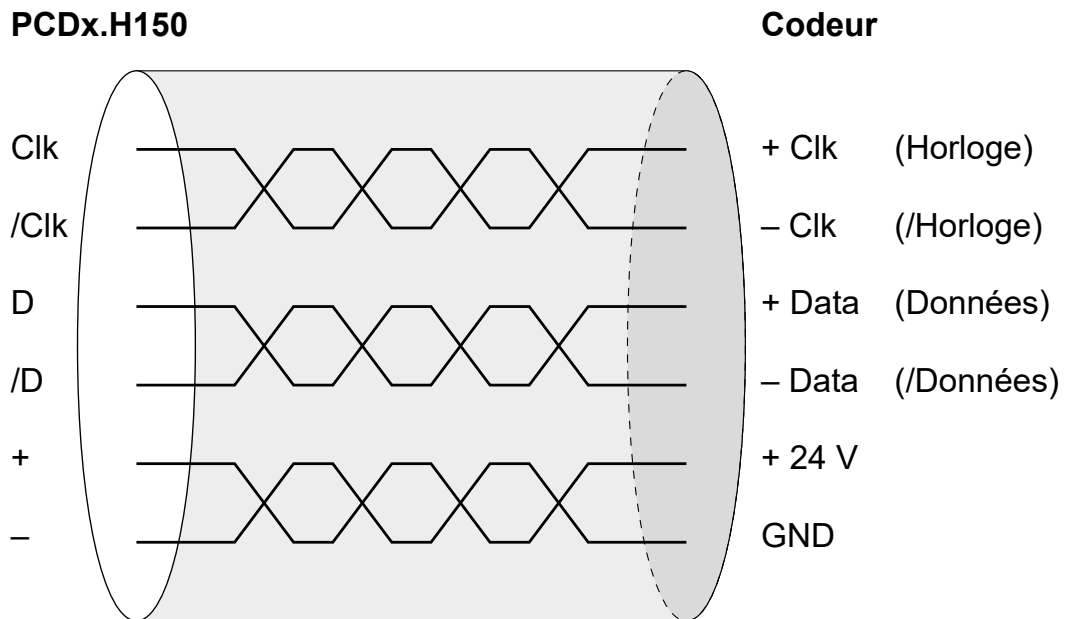 PCDx.H150 Codeur
Clk + Clk (Horloge)
/Clk – Clk (/Horloge)
D + Data (Données)
/D – Data (/Données)
+ + 24 V
– GND